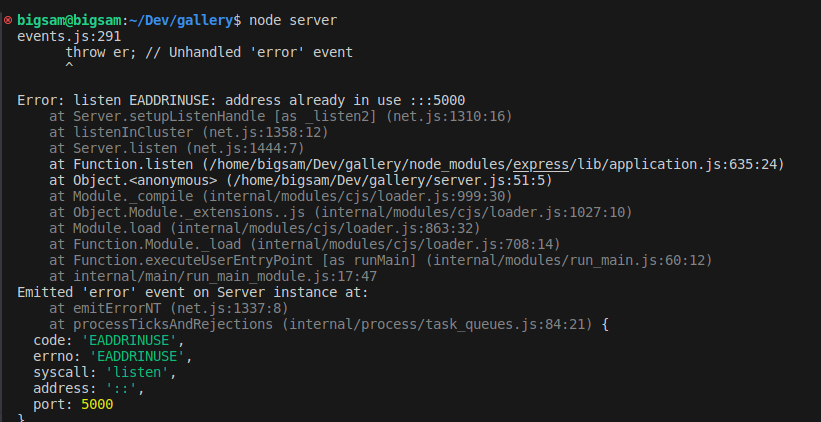 bigsam@bigsam:~/Dev/gallery$ node server
events.js:291
      throw er; // Unhandled 'error' event
      ^

Error: listen EADDRINUSE: address already in use :::5000
    at Server.setupListenHandle [as _listen2] (net.js:1310:16)
    at listenInCluster (net.js:1358:12)
    at Server.listen (net.js:1444:7)
    at Function.listen (/home/bigsam/Dev/gallery/node_modules/express/lib/application.js:635:24)
    at Object.<anonymous> (/home/bigsam/Dev/gallery/server.js:51:5)
    at Module._compile (internal/modules/cjs/loader.js:999:30)
    at Object.Module._extensions..js (internal/modules/cjs/loader.js:1027:10)
    at Module.load (internal/modules/cjs/loader.js:863:32)
    at Function.Module._load (internal/modules/cjs/loader.js:708:14)
    at Function.executeUserEntryPoint [as runMain] (internal/modules/run_main.js:60:12)
    at internal/main/run_main_module.js:17:47
Emitted 'error' event on Server instance at:
    at emitErrorNT (net.js:1337:8)
    at processTicksAndRejections (internal/process/task_queues.js:84:21) {
  code: 'EADDRINUSE',
  errno: 'EADDRINUSE',
  syscall: 'listen',
  address: '::',
  port: 5000
}